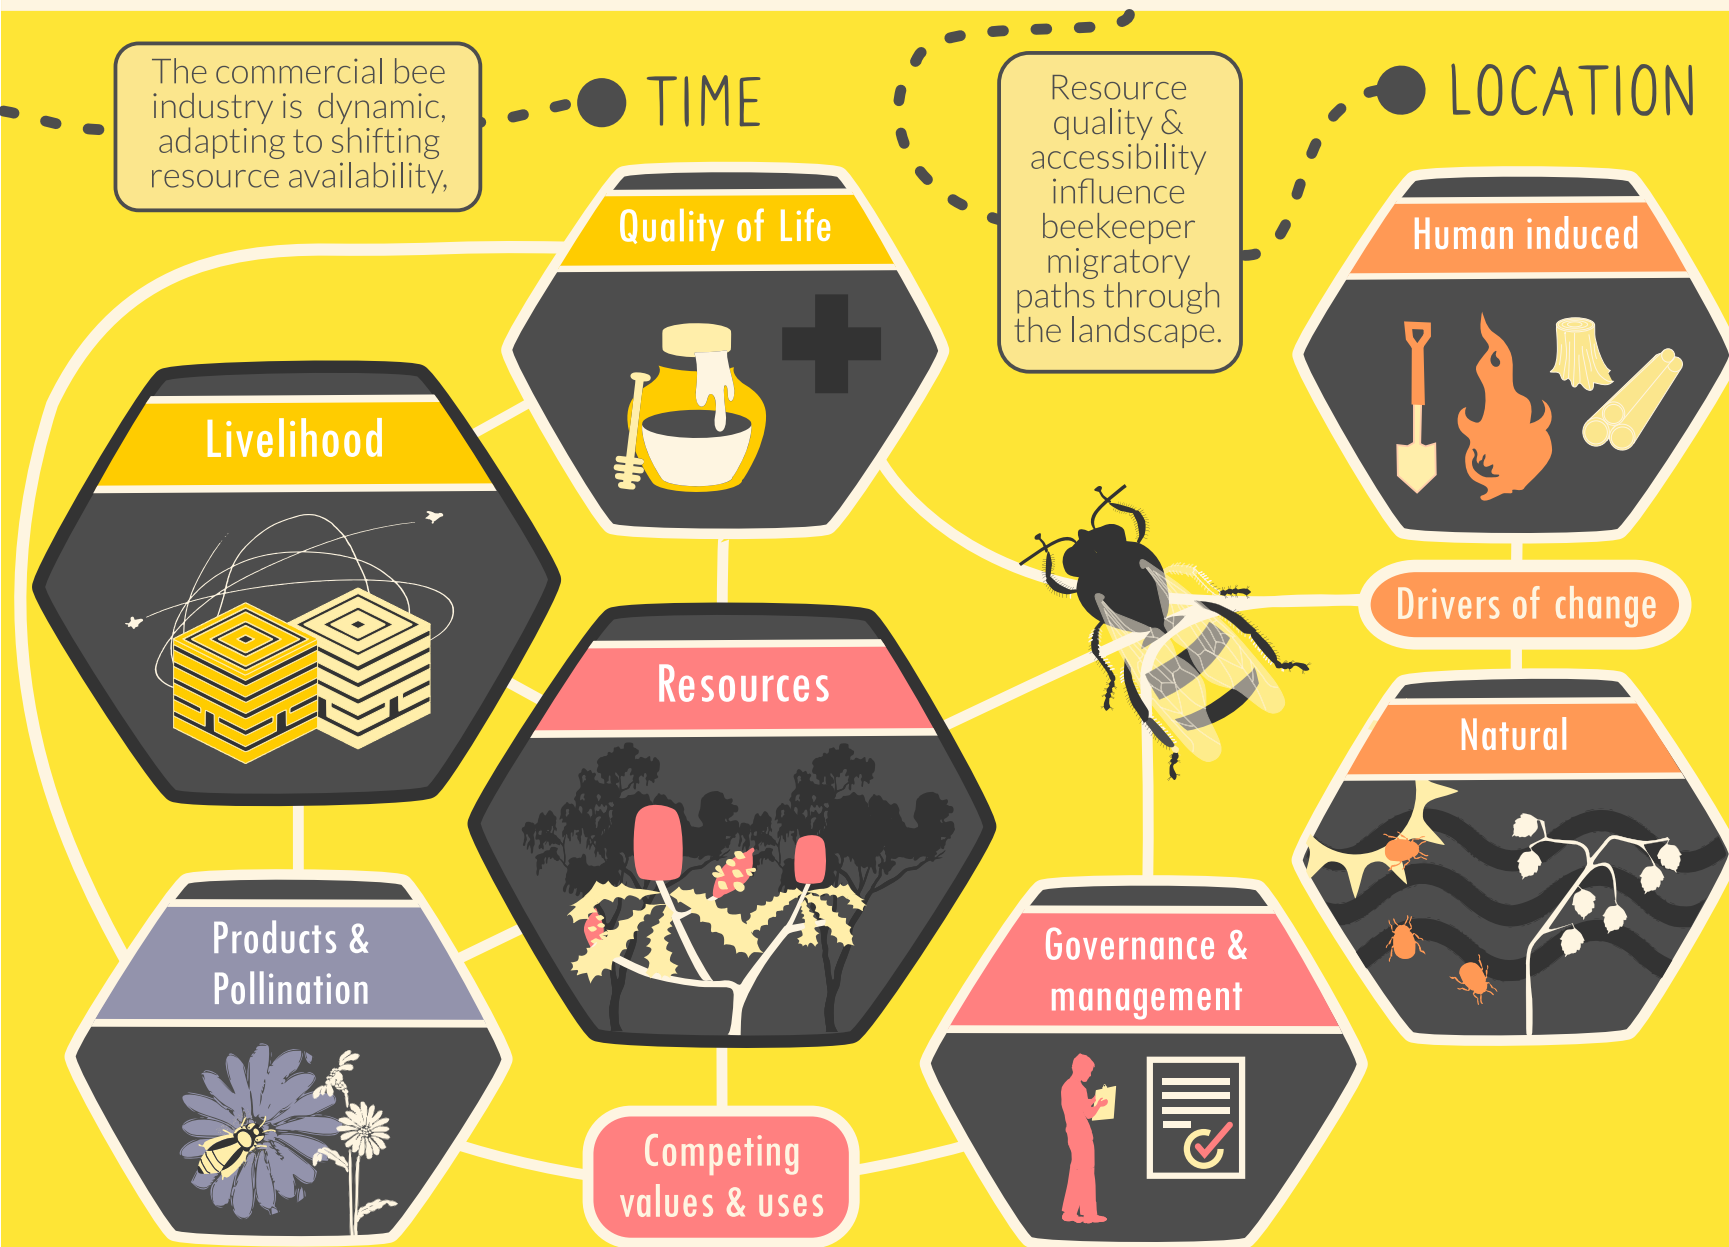 The commercial bee
industry is dynamic,
adapting to shifting
resource availability,
TIME
Resource
quality &
accessibility
influence
beekeeper
migratory
paths through
the landscape.
LOCATION
Quality of Life
Human induced
Livelihood
Drivers of change
Resources
Natural
Products &
Pollination
Governance &
management
Competing
values & uses